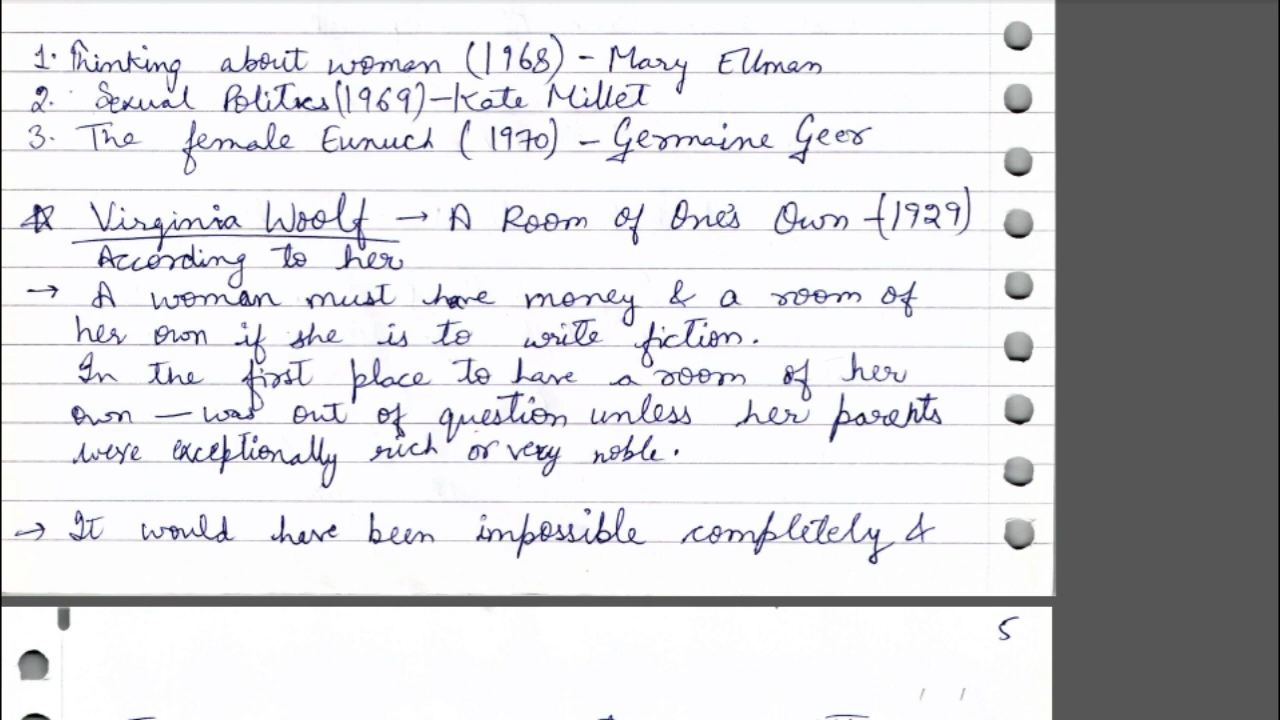 1. Thinking about woman (1968) - Mary Ellman
2. Sexual Politics (1969) - Kate Millet
3. The female Eunuch (1970) - Germaine Geer
Virginia Woolf → A Room of One's Own - (1929)
According to her
→ A woman must have money & a room of
her own if she is to write fiction.
In the first place to have a room of her
own — was out of question unless her parents
were exceptionally rich or very noble.
→ It would have been impossible completely &
5